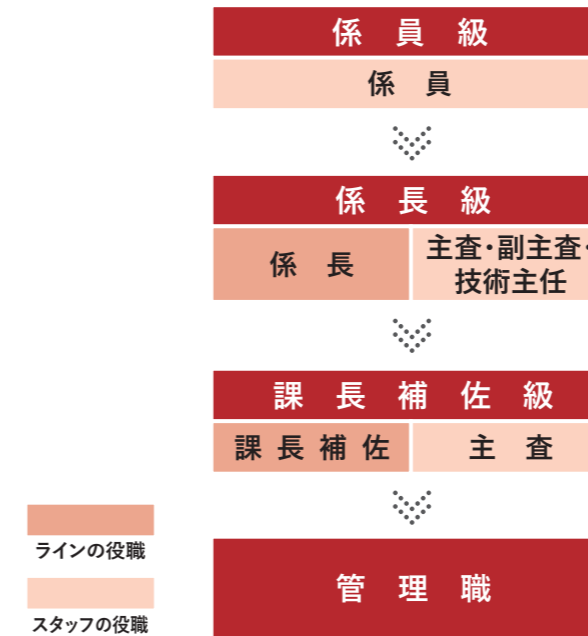 係員級
係員
係長級
係長
主査・副主査・
技術主任
課長補佐級
課長補佐
主査
管理職
ラインの役職
スタッフの役職